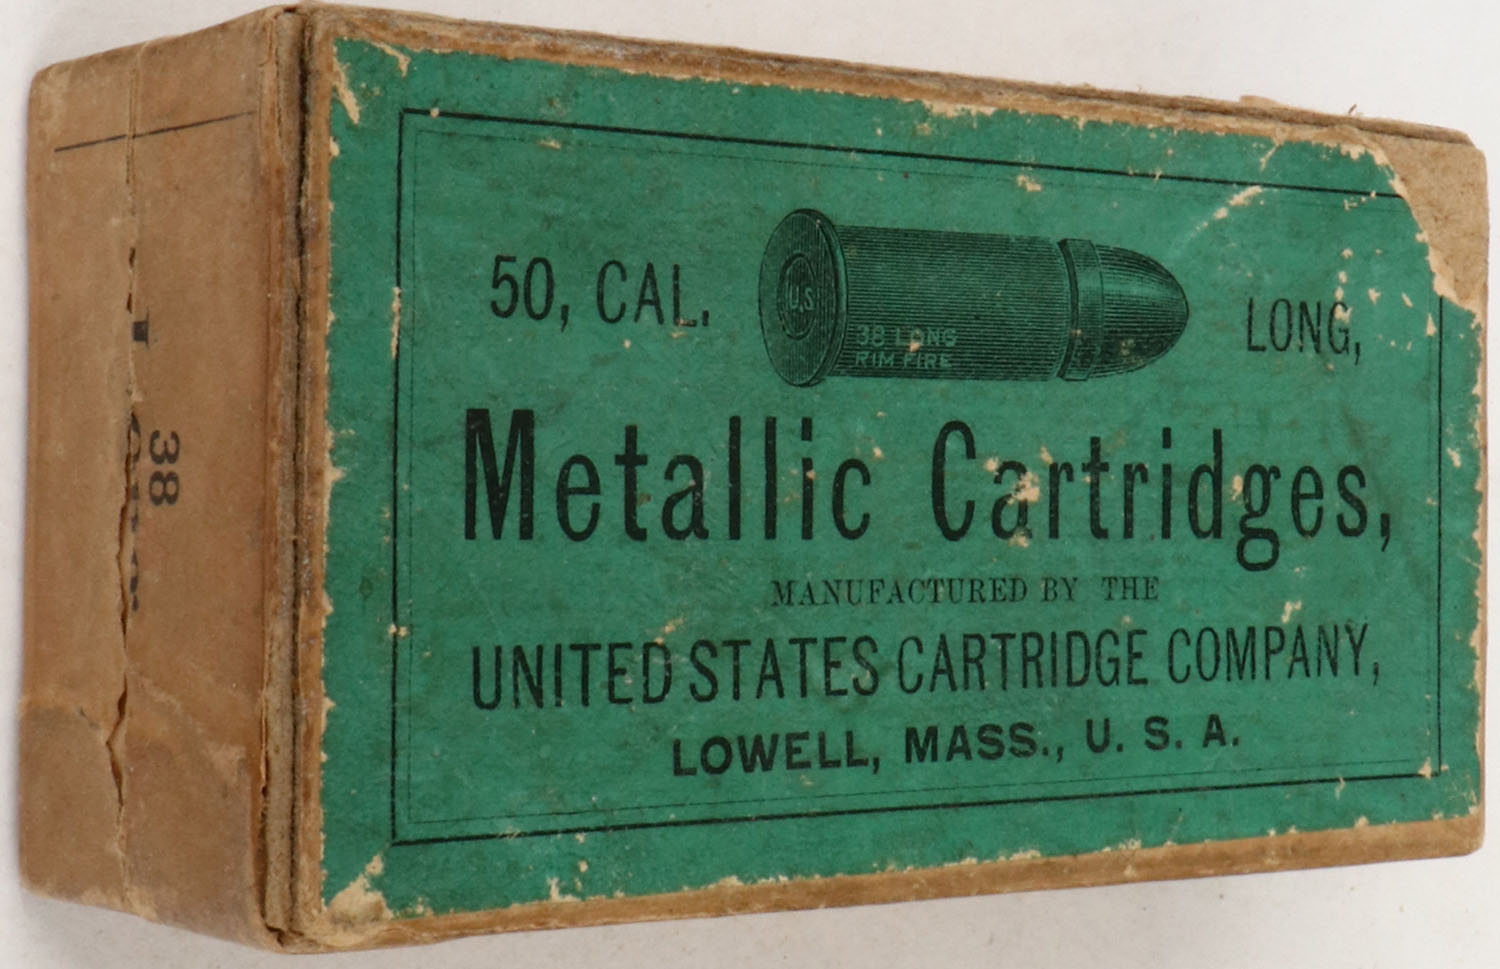 50, CAL.
U.S
38 LONG
RIM FIRE
LONG,
Metallic Cartridges,
MANUFACTURED BY THE
UNITED STATES CARTRIDGE COMPANY,
LOWELL, MASS., U. S. A.
38